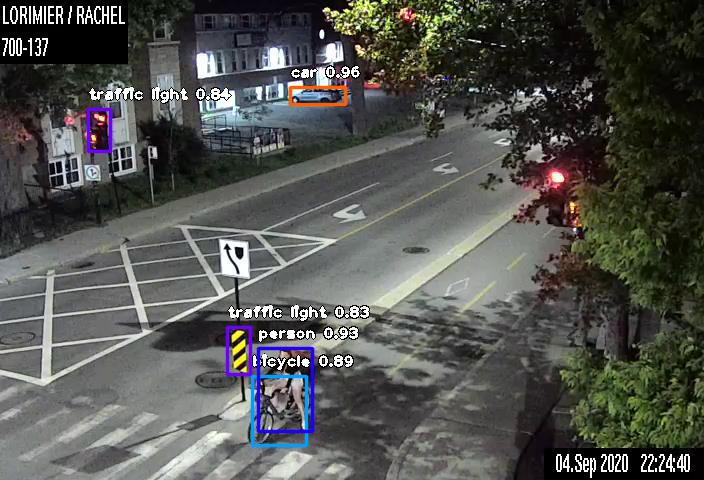 LORIMIER / RACHEL
700-137
car 0.96
traffic light 0.84
traffic light 0.83
person 0.93
bicycle 0.89
04.Sep 2020 22:24:40